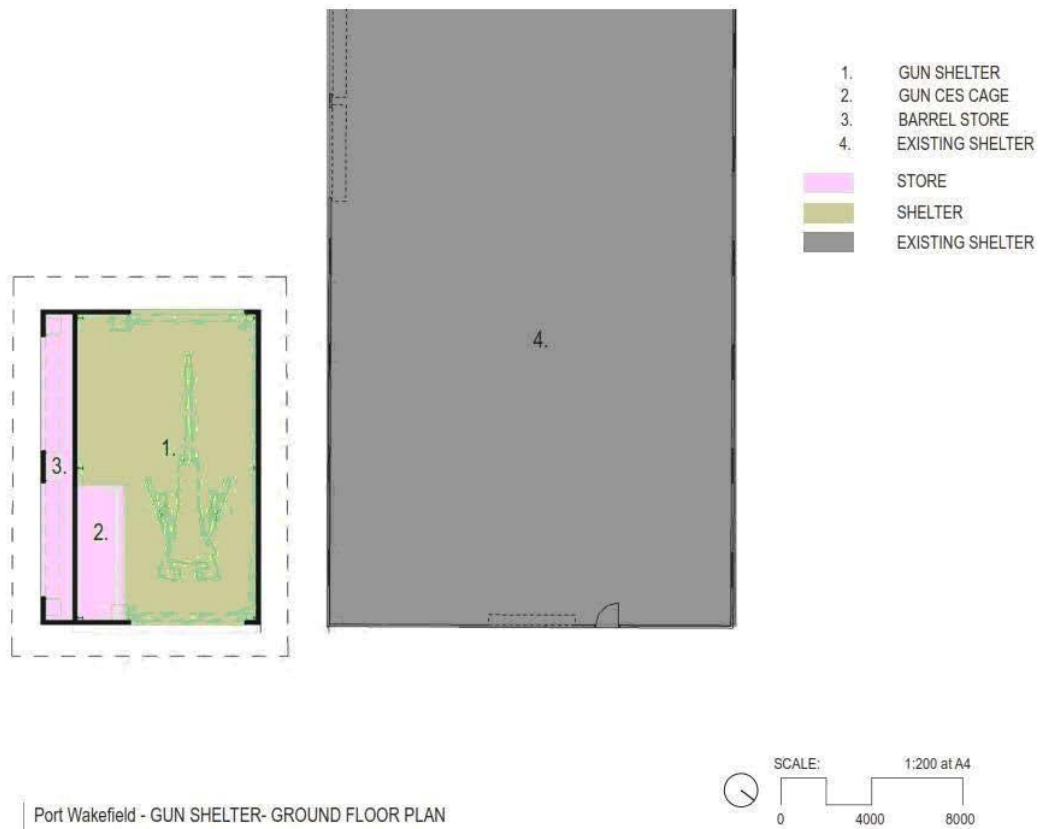 1. GUN SHELTER
2. GUN CES CAGE
3. BARREL STORE
4. EXISTING SHELTER
STORE
SHELTER
EXISTING SHELTER
4.
1.
3.
2.
SCALE: 1:200 at A4
0 4000 8000
Port Wakefield - GUN SHELTER- GROUND FLOOR PLAN